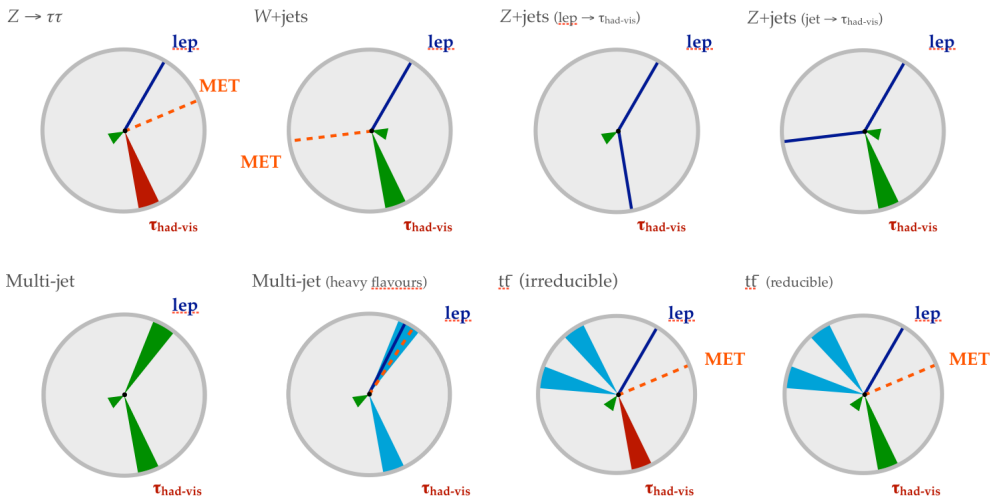 Z → ττ
W+jets
Z+jets (lep → τhad-vis)
Z+jets (jet → τhad-vis)
lep
MET
τhad-vis
lep
MET
τhad-vis
lep
τhad-vis
lep
τhad-vis
Multi-jet
Multi-jet (heavy flavours)
tt̄ (irreducible)
tt̄ (reducible)
lep
τhad-vis
lep
τhad-vis
lep
MET
τhad-vis
lep
MET
τhad-vis